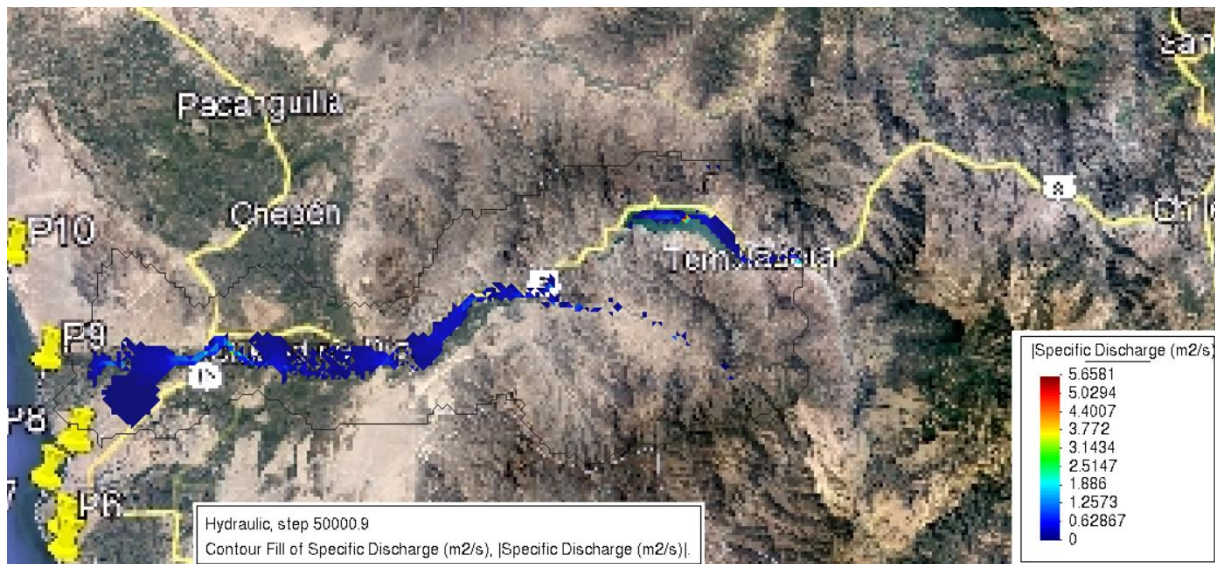 Pacanguilla
Chepén
P10
8
P9
|Specific Discharge (m2/s)
5.6581
5.0294
4.4007
3.772
3.1434
2.5147
1.886
1.2573
0.62867
0
P8
P6
Hydraulic, step 50000.9
Contour Fill of Specific Discharge (m2/s), |Specific Discharge (m2/s)|.